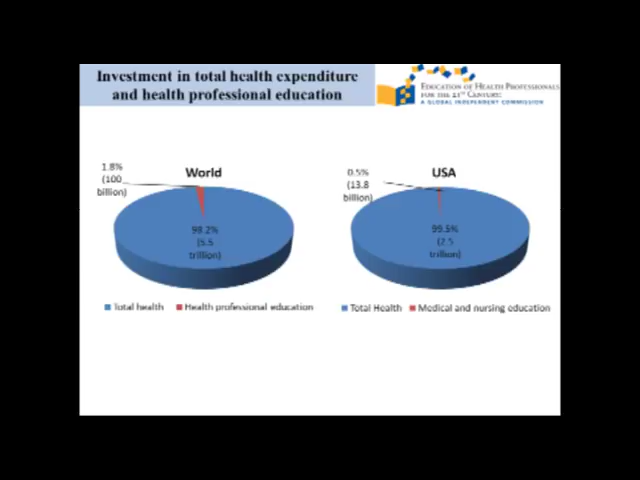 Investment in total health expenditure
and health professional education
EDUCATION OF HEALTH PROFESSIONALS
FOR THE 21ST CENTURY:
A GLOBAL INDEPENDENT COMMISSION
World
1.8%
(100
billion)
98.2%
(5.5
trillion)
Total health
Health professional education
USA
0.5%
(13.8
billion)
99.5%
(2.5
trillion)
Total Health
Medical and nursing education